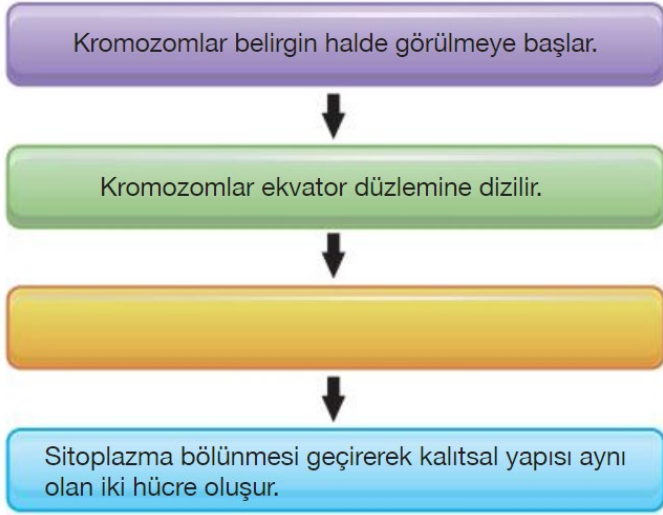 Kromozomlar belirgin halde görülmeye başlar.
Kromozomlar ekvator düzlemine dizilir.
Sitoplazma bölünmesi geçirerek kalıtsal yapısı aynı
olan iki hücre oluşur.